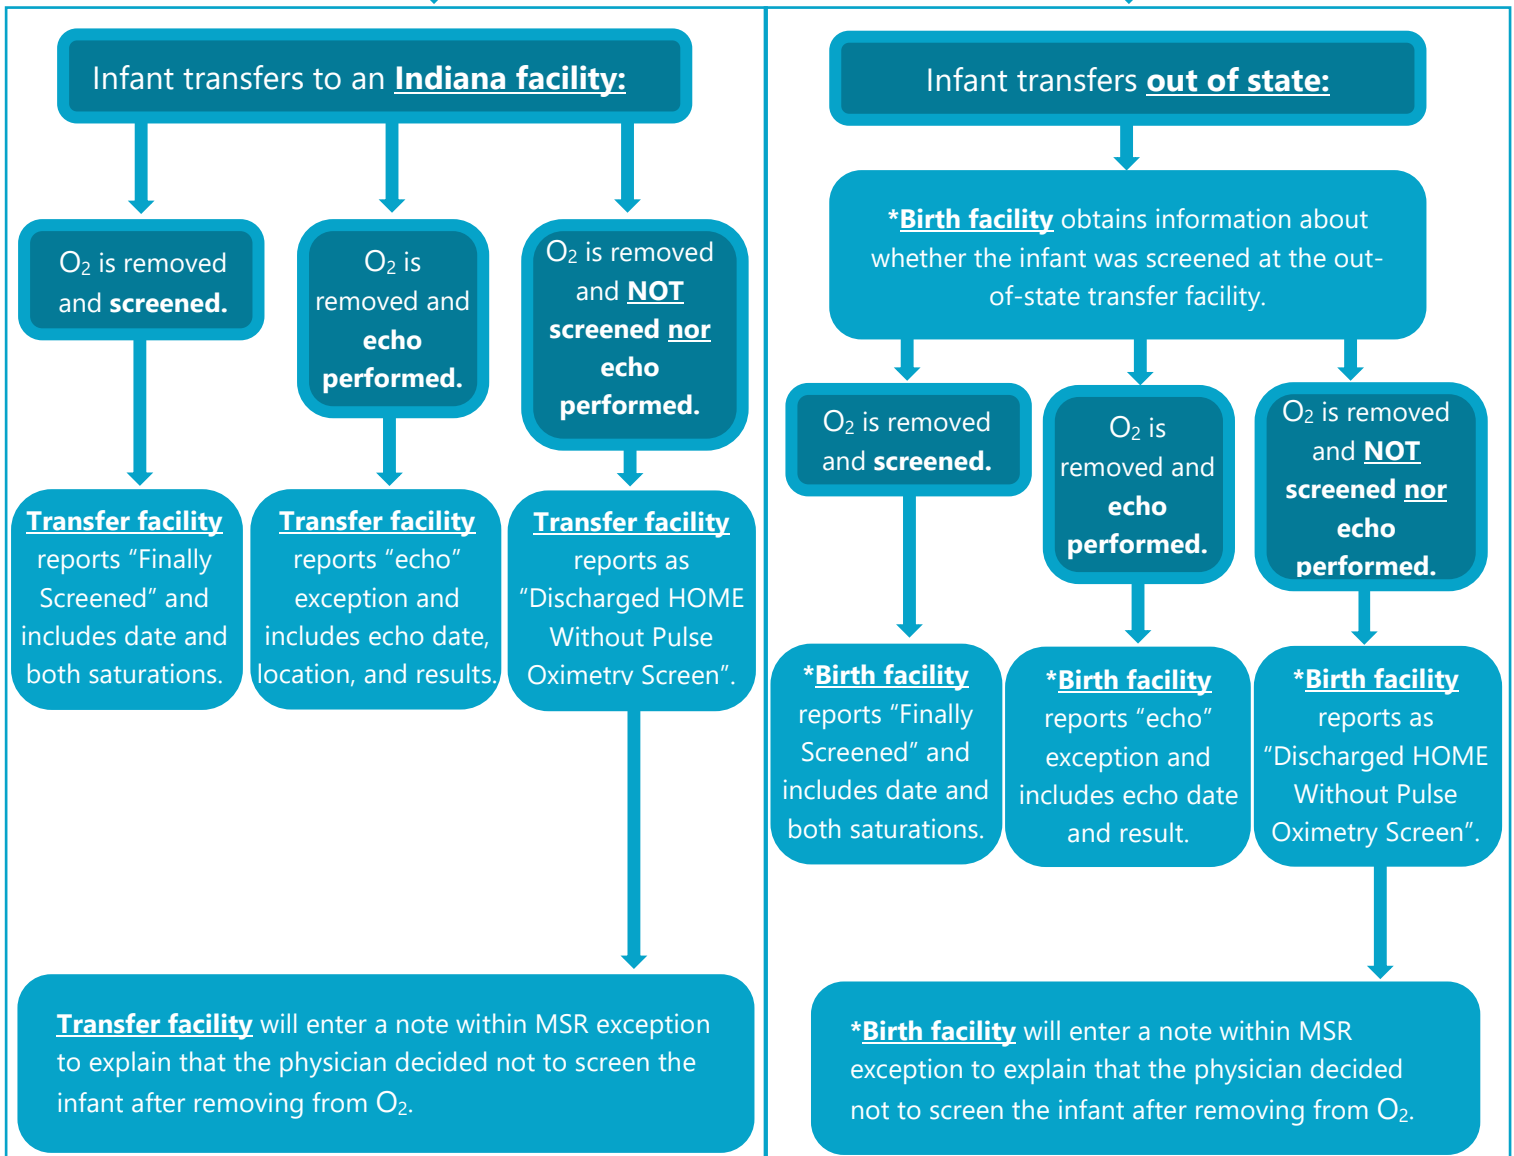 Infant transfers to an Indiana facility:
O₂ is removed
and screened.
O₂ is
removed and
echo
performed.
O₂ is removed
and NOT
screened nor
echo
performed.
Transfer facility
reports “Finally
Screened” and
includes date and
both saturations.
Transfer facility
reports “echo”
exception and
includes echo date,
location, and results.
Transfer facility
reports as
“Discharged HOME
Without Pulse
Oximetry Screen”.
Transfer facility will enter a note within MSR exception
to explain that the physician decided not to screen the
infant after removing from O₂.
Infant transfers out of state:
*Birth facility obtains information about
whether the infant was screened at the out-
of-state transfer facility.
O₂ is removed
and screened.
O₂ is
removed and
echo
performed.
O₂ is removed
and NOT
screened nor
echo
performed.
*Birth facility
reports “Finally
Screened” and
includes date and
both saturations.
*Birth facility
reports “echo”
exception and
includes echo date
and result.
*Birth facility
reports as
“Discharged HOME
Without Pulse
Oximetry Screen”.
*Birth facility will enter a note within MSR
exception to explain that the physician decided
not to screen the infant after removing from O₂.